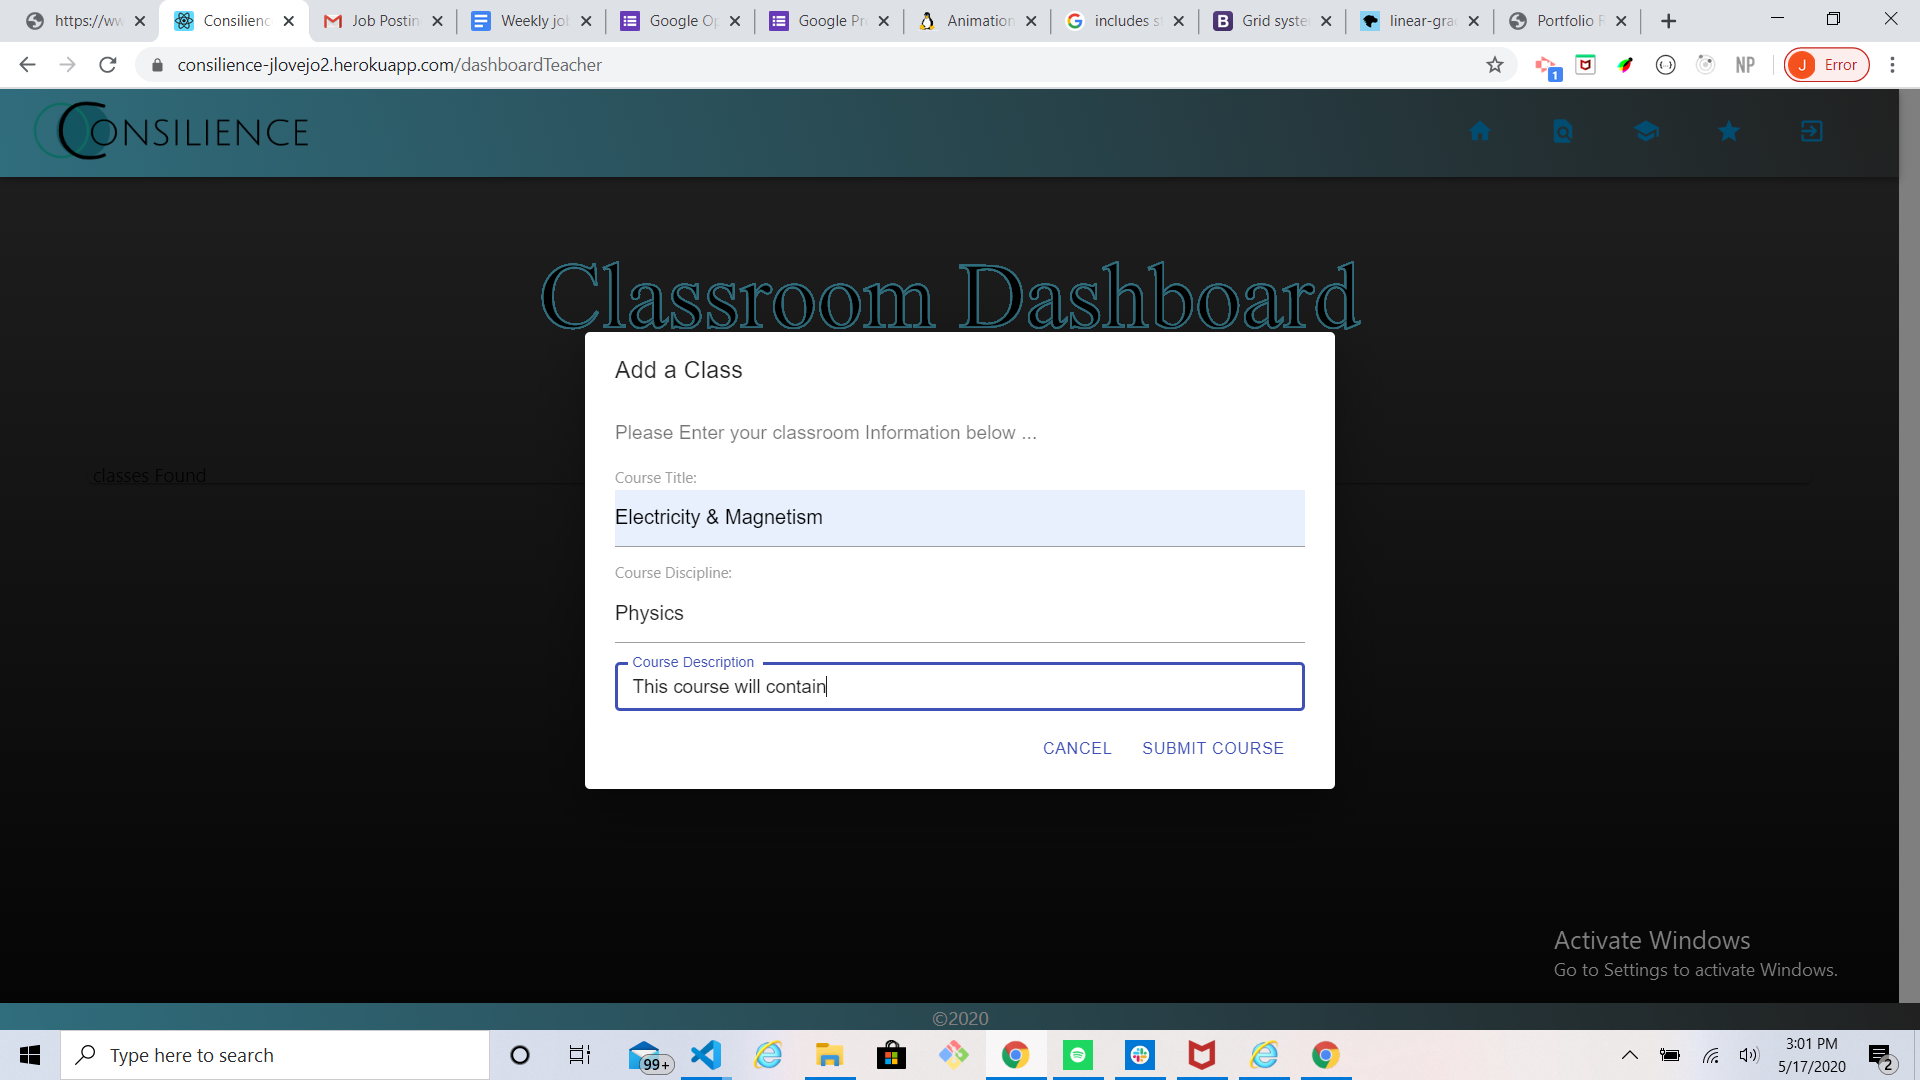 https://ww
Consilienc
Job Postin
Weekly jo
Google Op
Google Pr
Animation
includes s
Grid syste
linear-gra
Portfolio R
consilience-jlovejo2.herokuapp.com/dashboardTeacher
1
NP
J
Error
CONSILIENCE
Classroom Dashboard
classes Found
Add a Class
Please Enter your classroom Information below ...
Course Title:
Electricity & Magnetism
Course Discipline:
Physics
Course Description
This course will contain
CANCEL
SUBMIT COURSE
Activate Windows
Go to Settings to activate Windows.
©2020
Type here to search
99+
3:01 PM
5/17/2020
2